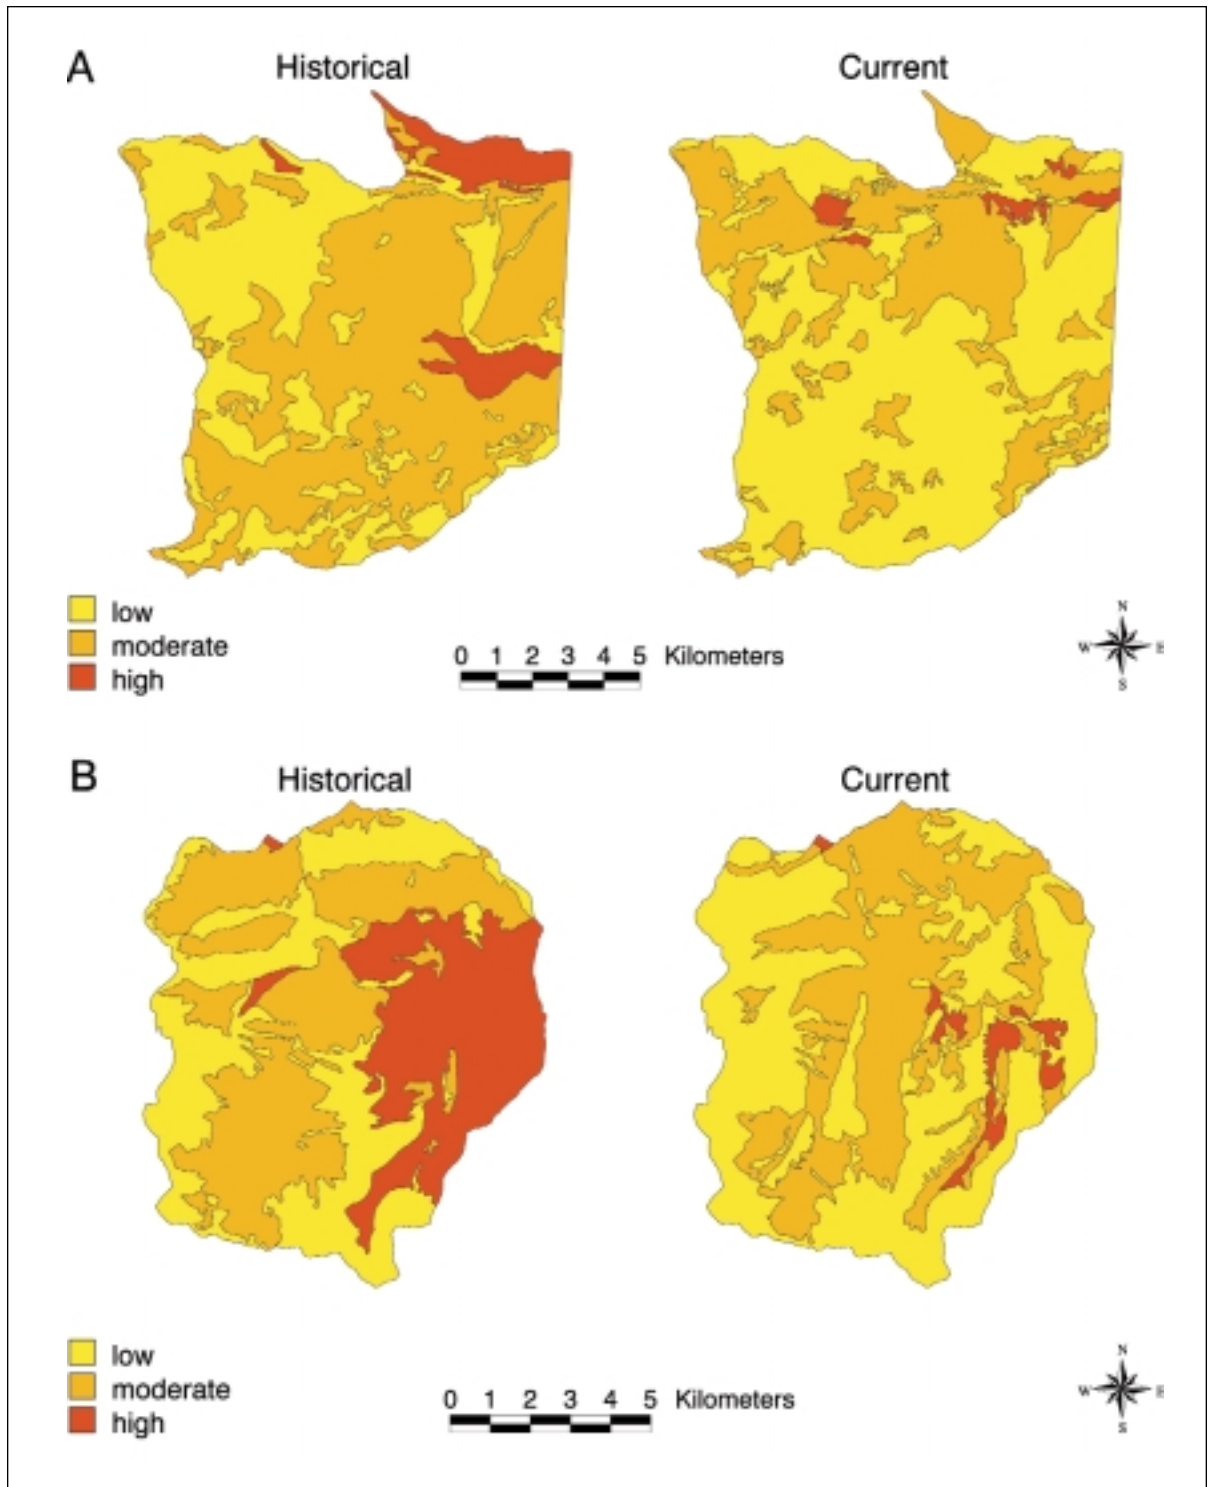 A
Historical Current
low
moderate
high
0 1 2 3 4 5 Kilometers
N
W E
S
B
Historical Current
low
moderate
high
0 1 2 3 4 5 Kilometers
N
W E
S